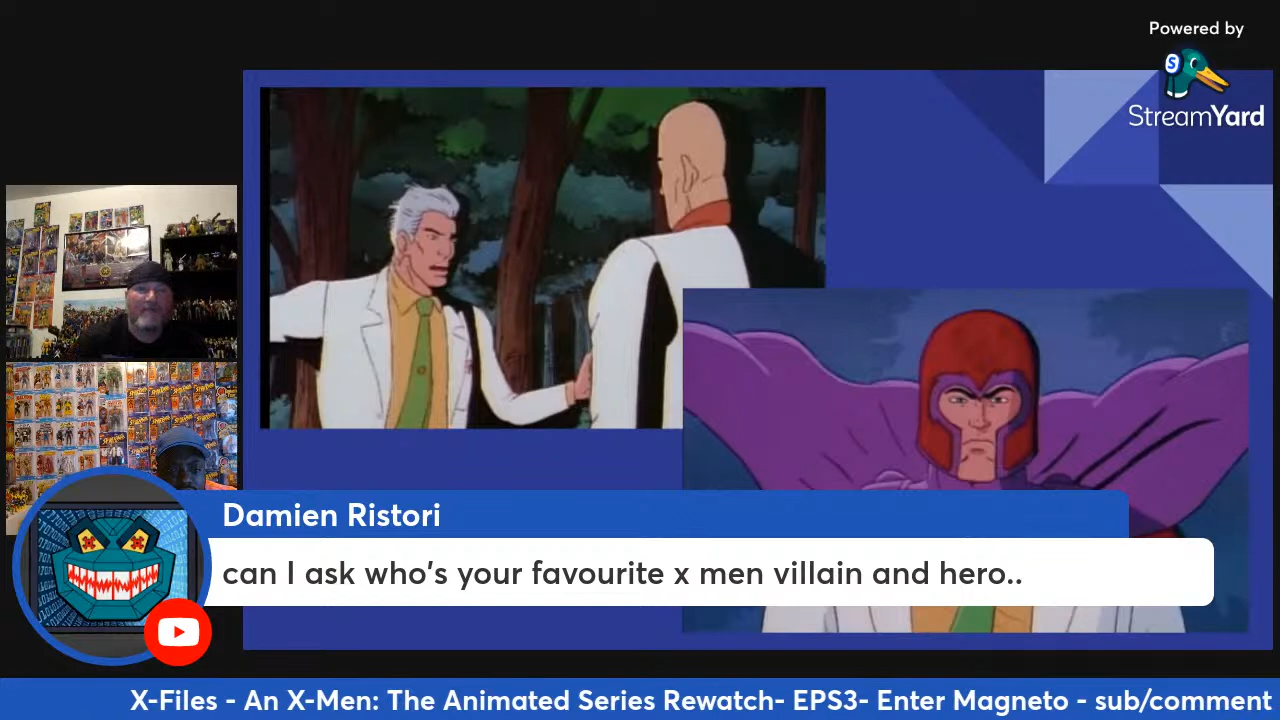 Powered by
S
StreamYard
Damien Ristori
can I ask who's your favourite x men villain and hero..
X-Files - An X-Men: The Animated Series Rewatch- EPS3- Enter Magneto - sub/comment